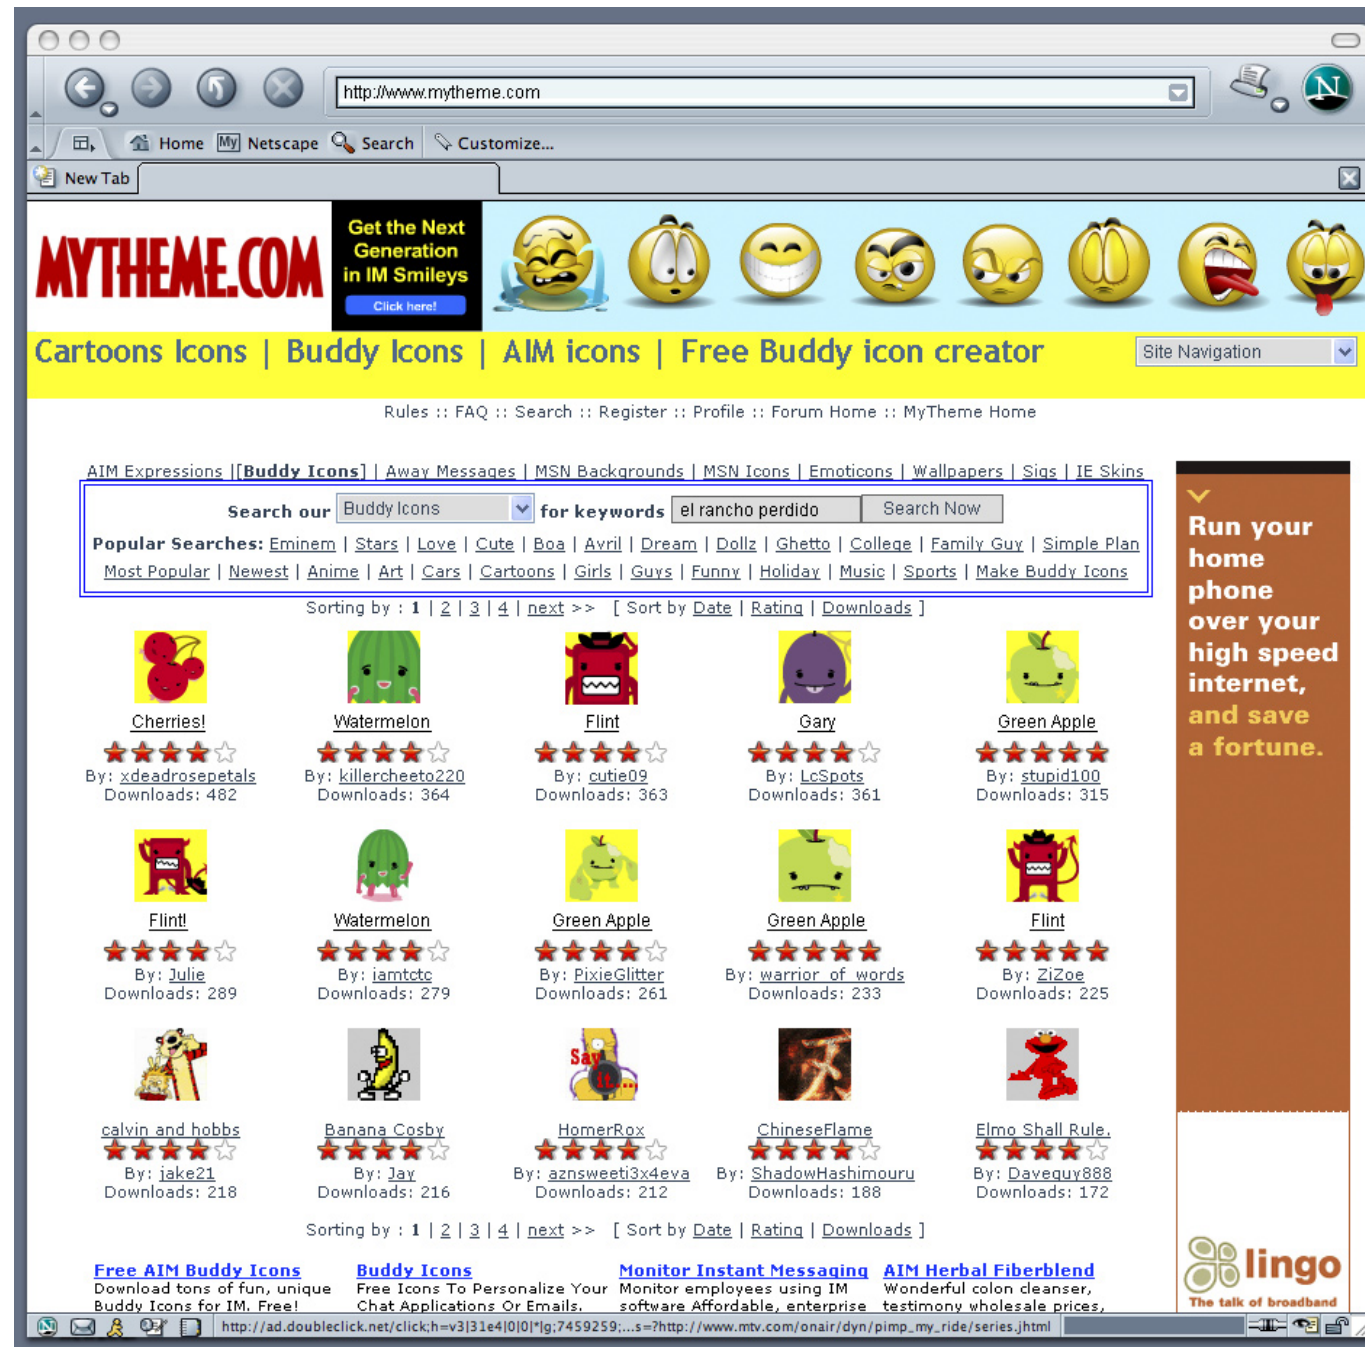 http://www.mytheme.com
Home My Netscape Search Customize...
New Tab
MYTHEME.COM
Get the Next
Generation
in IM Smileys
Click here!
Cartoons Icons | Buddy Icons | AIM icons | Free Buddy icon creator
Site Navigation
Rules :: FAQ :: Search :: Register :: Profile :: Forum Home :: MyTheme Home
AIM Expressions |[Buddy Icons] | Away Messages | MSN Backgrounds | MSN Icons | Emoticons | Wallpapers | Sigs | IE Skins
Search our Buddy Icons for keywords el rancho perdido Search Now
Popular Searches: Eminem | Stars | Love | Cute | Boa | Avril | Dream | Dollz | Ghetto | College | Family Guy | Simple Plan
Most Popular | Newest | Anime | Art | Cars | Cartoons | Girls | Guys | Funny | Holiday | Music | Sports | Make Buddy Icons
Sorting by : 1 | 2 | 3 | 4 | next >> [ Sort by Date | Rating | Downloads ]
Cherries! Watermelon Flint Gary Green Apple
By: xdeadrosepetals By: killercheeto220 By: cutie09 By: LcSpots By: stupid100
Downloads: 482 Downloads: 364 Downloads: 363 Downloads: 361 Downloads: 315
Flint! Watermelon Green Apple Green Apple Flint
By: Julie By: iamtctc By: PixieGlitter By: warrior_of_words By: ZiZoe
Downloads: 289 Downloads: 279 Downloads: 261 Downloads: 233 Downloads: 225
Say
it...
calvin and hobbs Banana Cosby HomerRox ChineseFlame Elmo Shall Rule.
By: jake21 By: Jay By: aznsweeti3x4eva By: ShadowHashimouru By: Daveguy888
Downloads: 218 Downloads: 216 Downloads: 212 Downloads: 188 Downloads: 172
Sorting by : 1 | 2 | 3 | 4 | next >> [ Sort by Date | Rating | Downloads ]
Free AIM Buddy Icons
Download tons of fun, unique
Buddy Icons for IM. Free!
Buddy Icons
Free Icons To Personalize Your
Chat Applications Or Emails.
Monitor Instant Messaging
Monitor employees using IM
software Affordable, enterprise
AIM Herbal Fiberblend
Wonderful colon cleanser,
testimony wholesale prices,
Run your
home
phone
over your
high speed
internet,
and save
a fortune.
lingo
The talk of broadband
http://ad.doubleclick.net/click;h=v3|31e4|0|0|*|g;7459259;...s=?http://www.mtv.com/onair/dyn/pimp_my_ride/series.jhtml